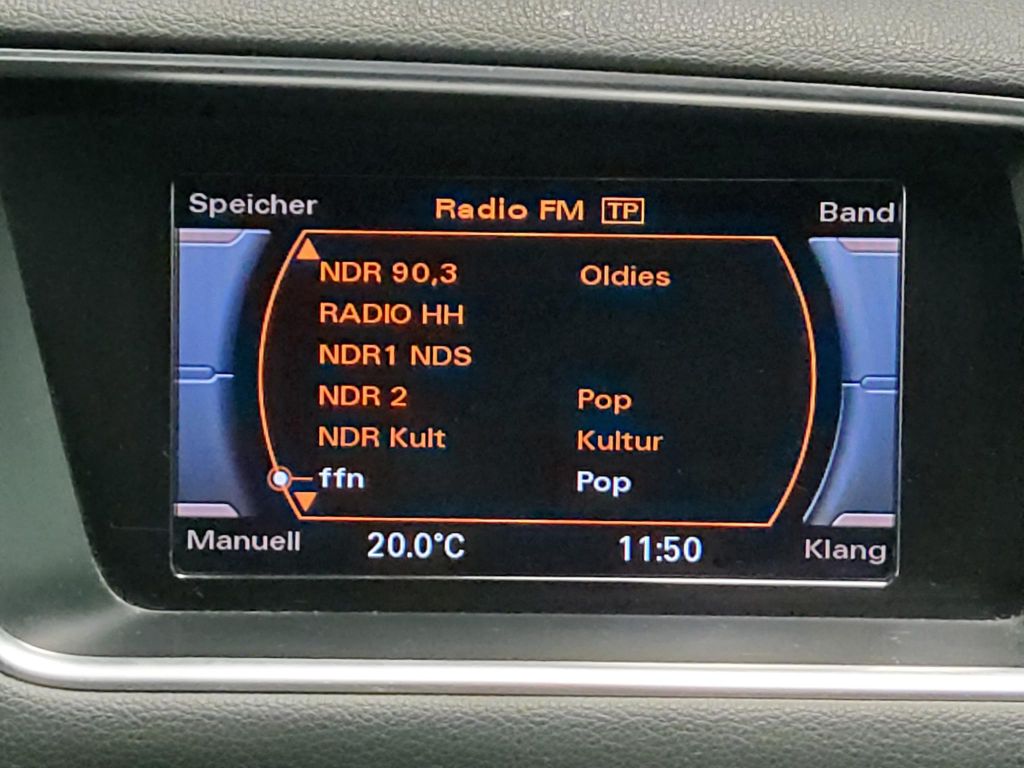 Speicher Radio FM TP Band
NDR 90,3 Oldies
RADIO HH
NDR1 NDS
NDR 2 Pop
NDR Kult Kultur
ffn Pop
Manuell 20.0°C 11:50 Klang